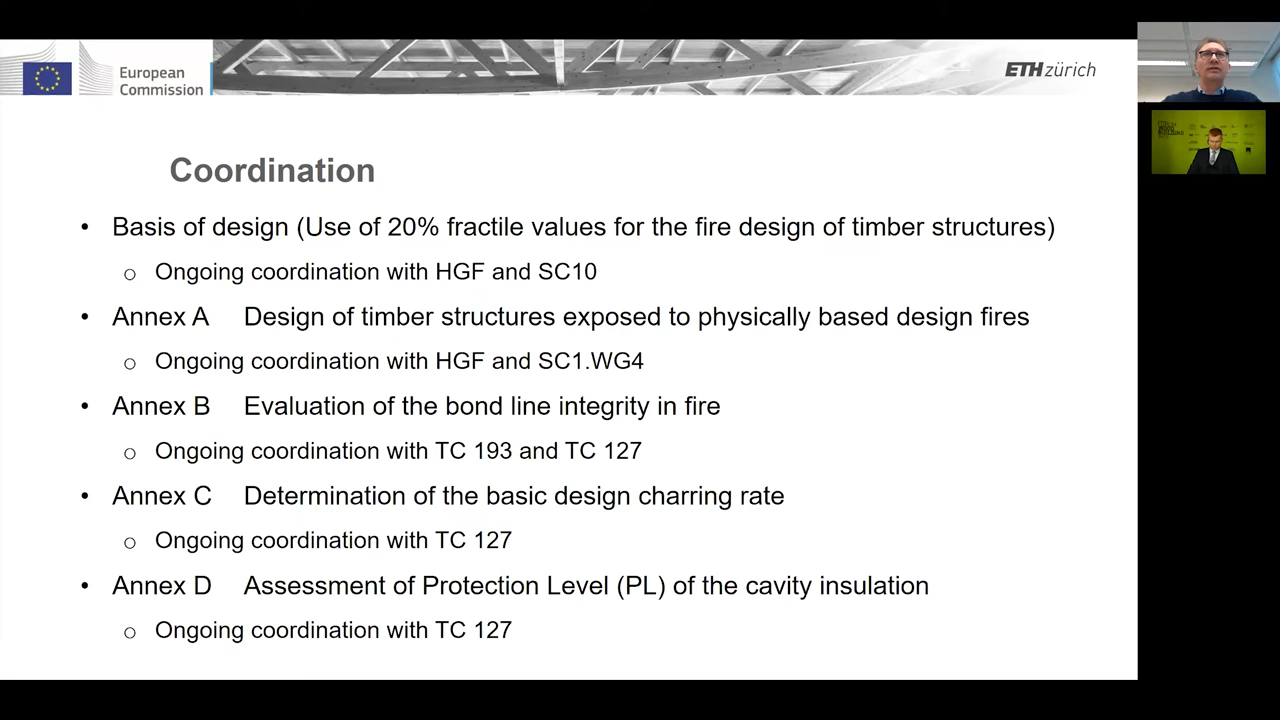 European
Commission
ETH zürich
Coordination
• Basis of design (Use of 20% fractile values for the fire design of timber structures)
o Ongoing coordination with HGF and SC10
• Annex A Design of timber structures exposed to physically based design fires
o Ongoing coordination with HGF and SC1.WG4
• Annex B Evaluation of the bond line integrity in fire
o Ongoing coordination with TC 193 and TC 127
• Annex C Determination of the basic design charring rate
o Ongoing coordination with TC 127
• Annex D Assessment of Protection Level (PL) of the cavity insulation
o Ongoing coordination with TC 127